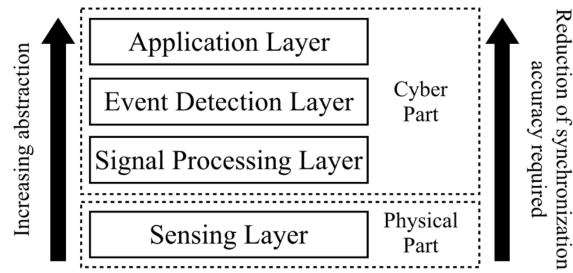 Increasing abstraction
Application Layer
Event Detection Layer
Signal Processing Layer
Cyber
Part
Sensing Layer
Physical
Part
Reduction of synchronization
accuracy required